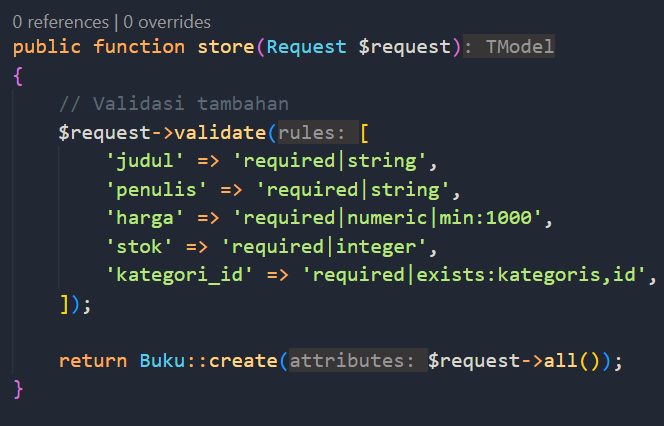 0 references | 0 overrides
public function store(Request $request): TModel
{
    // Validasi tambahan
    $request->validate(rules: [
        'judul' => 'required|string',
        'penulis' => 'required|string',
        'harga' => 'required|numeric|min:1000',
        'stok' => 'required|integer',
        'kategori_id' => 'required|exists:kategoris,id',
    ]);

    return Buku::create(attributes: $request->all());
}